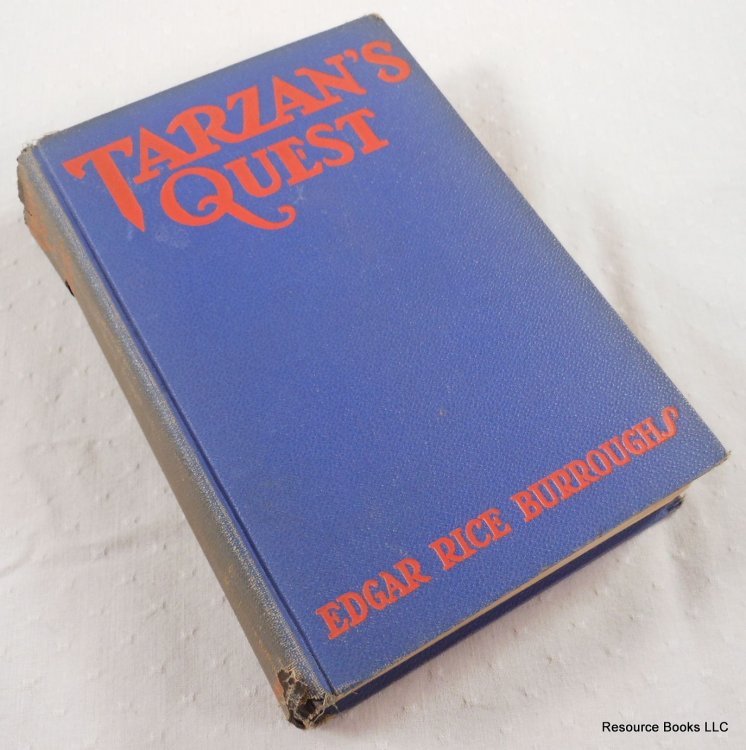 TARZAN'S
QUEST
EDGAR RICE BURROUGHS
Resource Books LLC